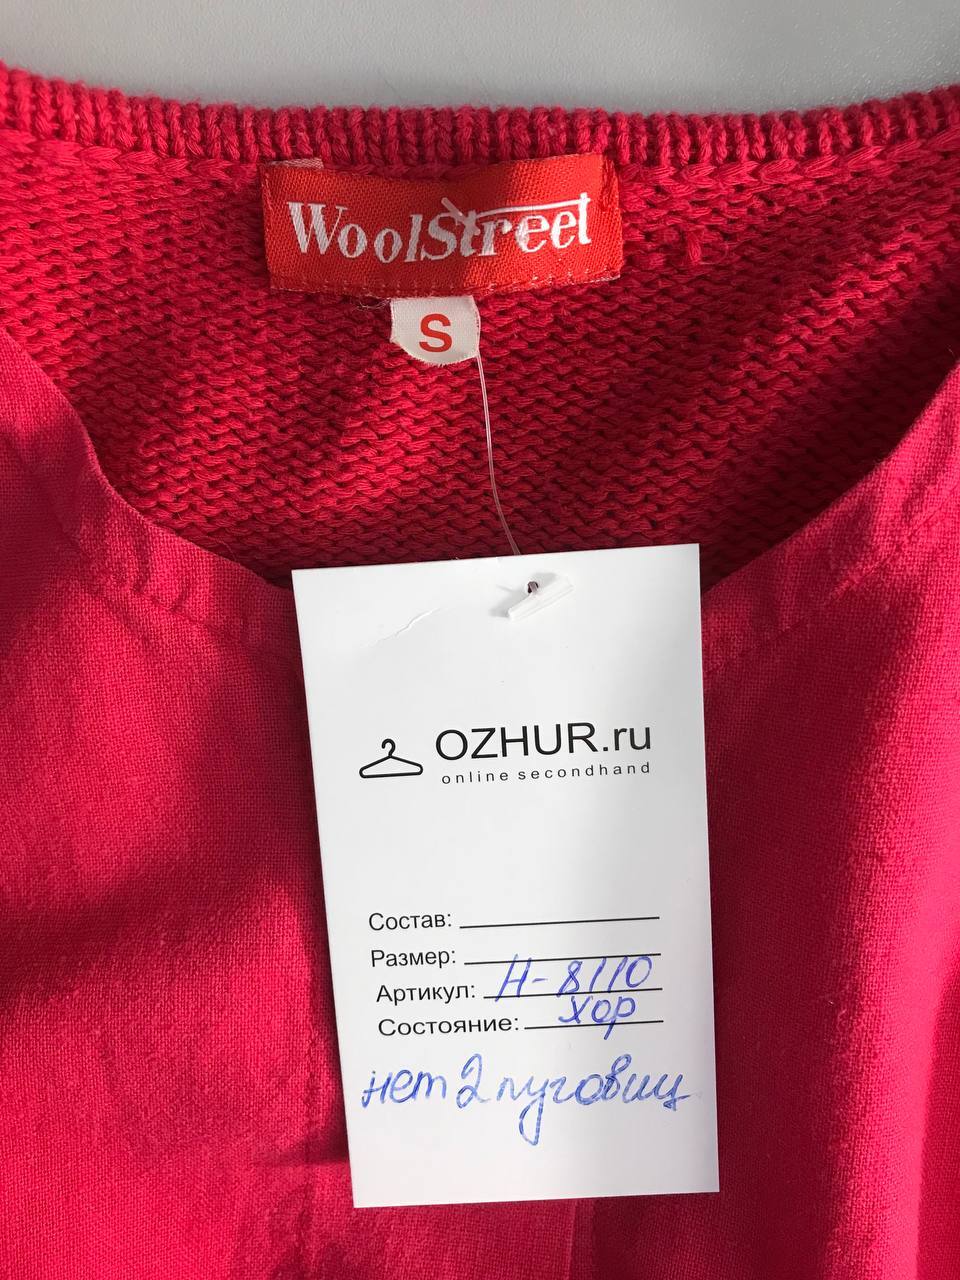 WoolStreet
S
OZHUR.ru
online secondhand
Состав:
Размер:
Артикул: Н-8110
Состояние: хор
нет 2 пуговиц